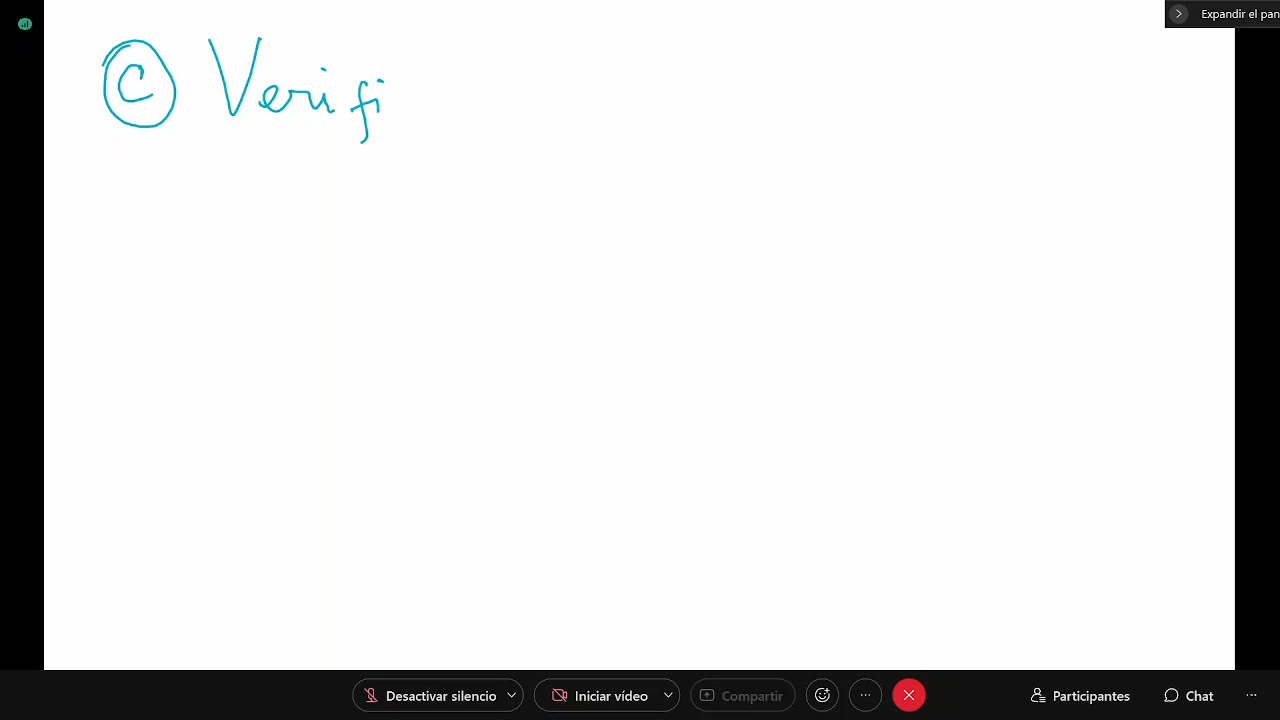 Expandir el pan
C Verifi
Desactivar silencio
Iniciar vídeo
Compartir
Participantes
Chat